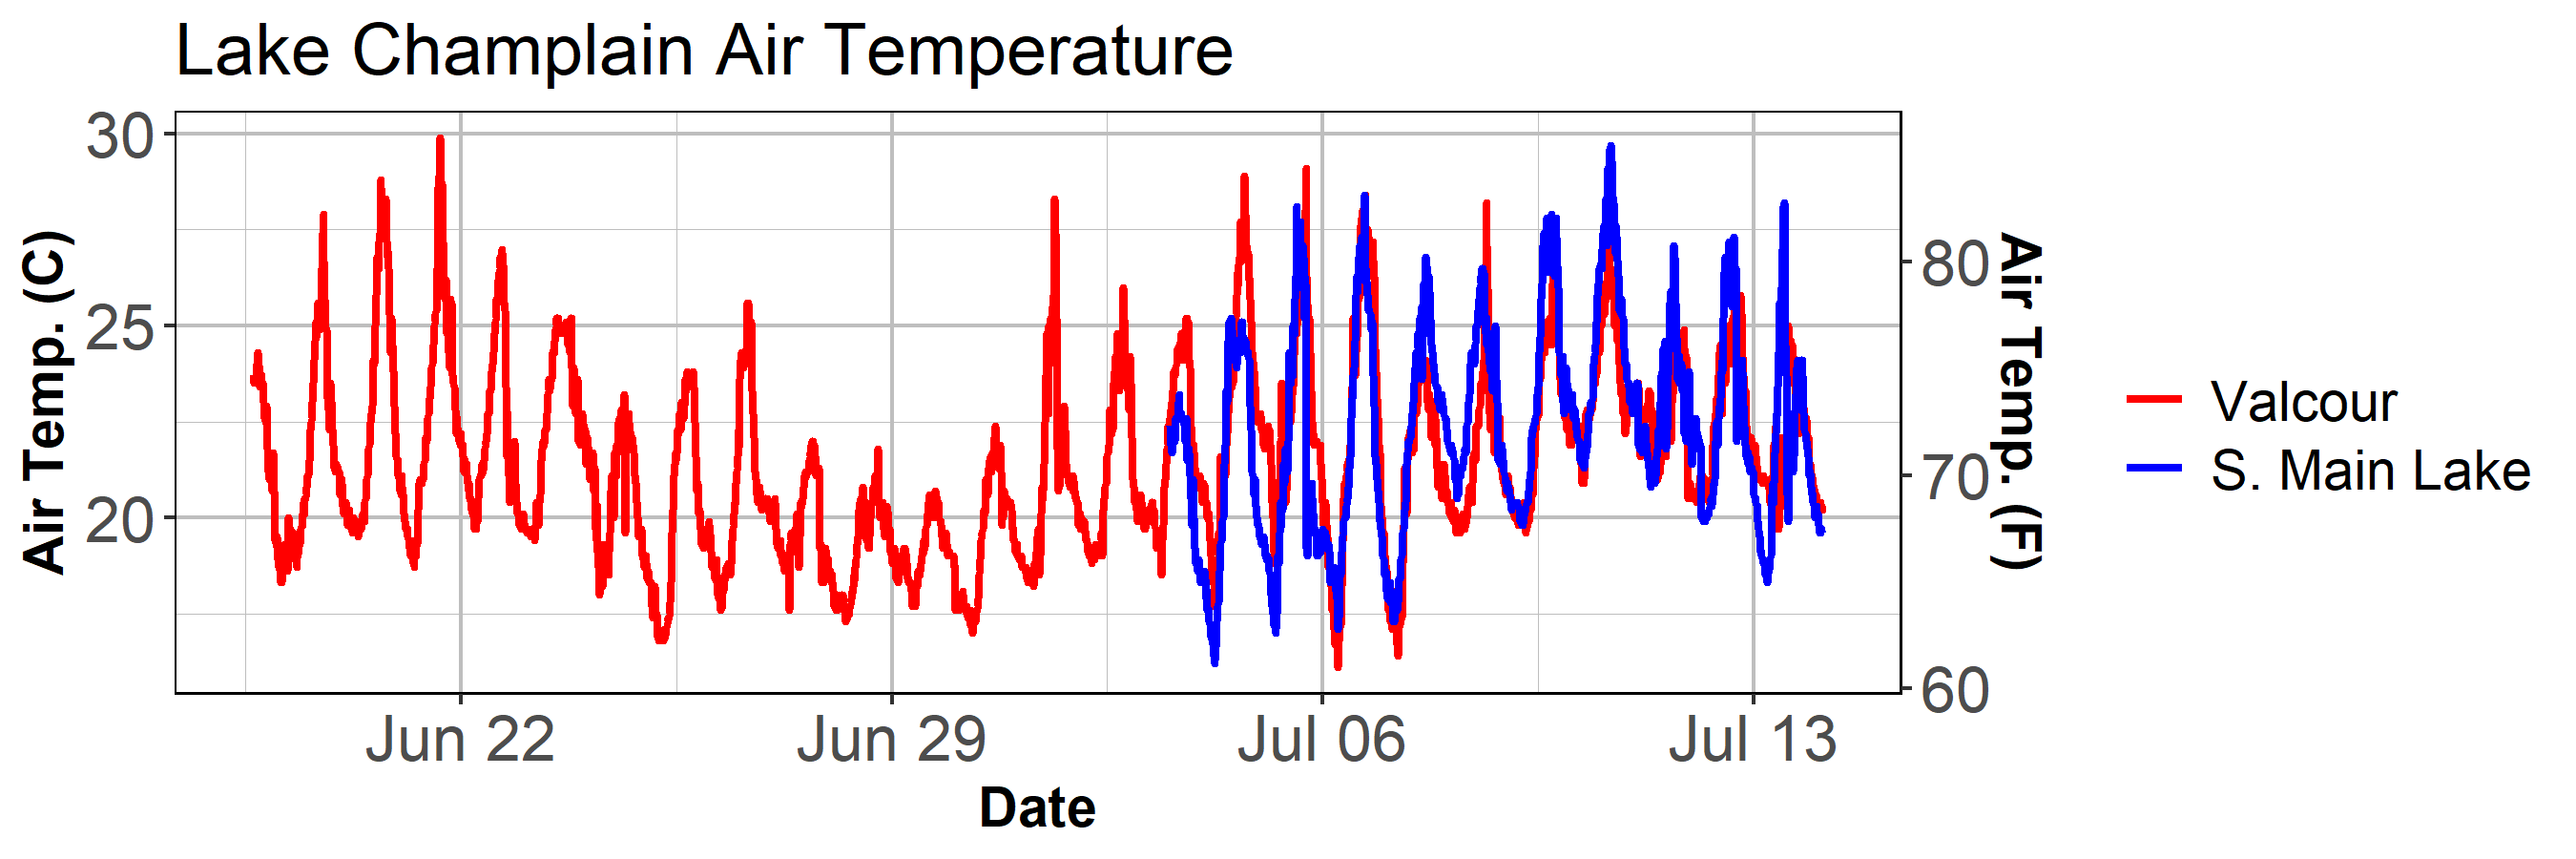 Lake Champlain Air Temperature
30
25
20
Air Temp. (C)
80
70
60
Air Temp. (F)
Valcour
S. Main Lake
Jun 22 Jun 29 Jul 06 Jul 13
Date